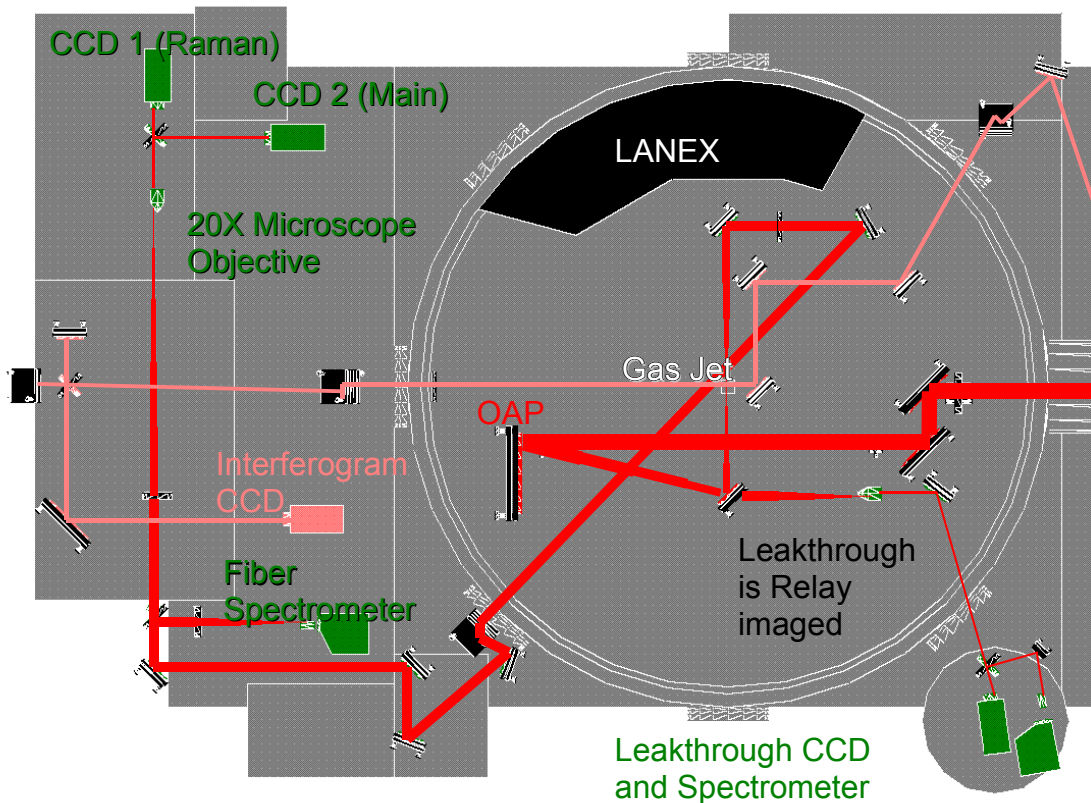 CCD 1 (Raman)
CCD 2 (Main)
LANEX
20X Microscope
Objective
Gas Jet
OAP
Interferogram
CCD
Leakthrough
is Relay
imaged
Fiber
Spectrometer
Leakthrough CCD
and Spectrometer